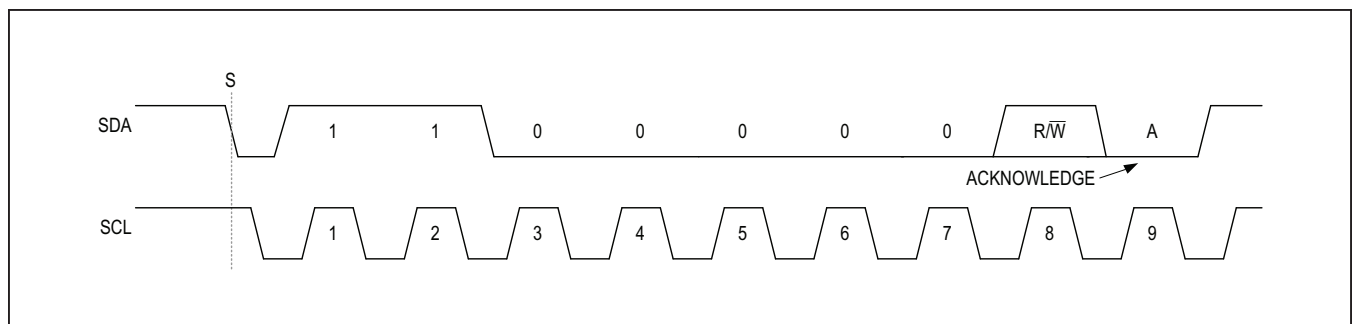 S
SDA 1 1 0 0 0 0 0 R/W̅ A
ACKNOWLEDGE
SCL 1 2 3 4 5 6 7 8 9